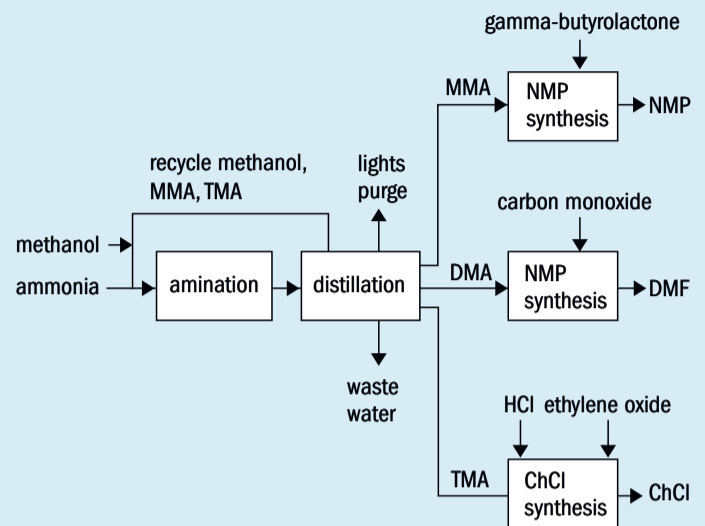 gamma-butyrolactone
MMA
NMP
synthesis
NMP
recycle methanol,
MMA, TMA
lights
purge
carbon monoxide
methanol
ammonia
amination
distillation
DMA
NMP
synthesis
DMF
waste
water
HCl ethylene oxide
TMA
ChCl
synthesis
ChCl